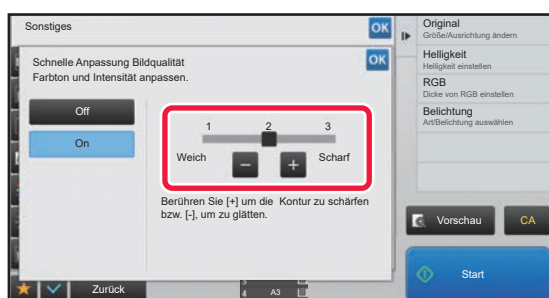 Sonstiges
OK
Schnelle Anpassung Bildqualität
Farbton und Intensität anpassen.
OK
Off
On
1 2 3
Weich
-
+
Scharf
Berühren Sie [+] um die Kontur zu schärfen
bzw. [-], um zu glätten.
Zurück
A3
Original
Größe/Ausrichtung ändern
Helligkeit
Helligkeit einstellen
RGB
Dicke von RGB einstellen
Belichtung
Art/Belichtung auswählen
Vorschau
CA
Start